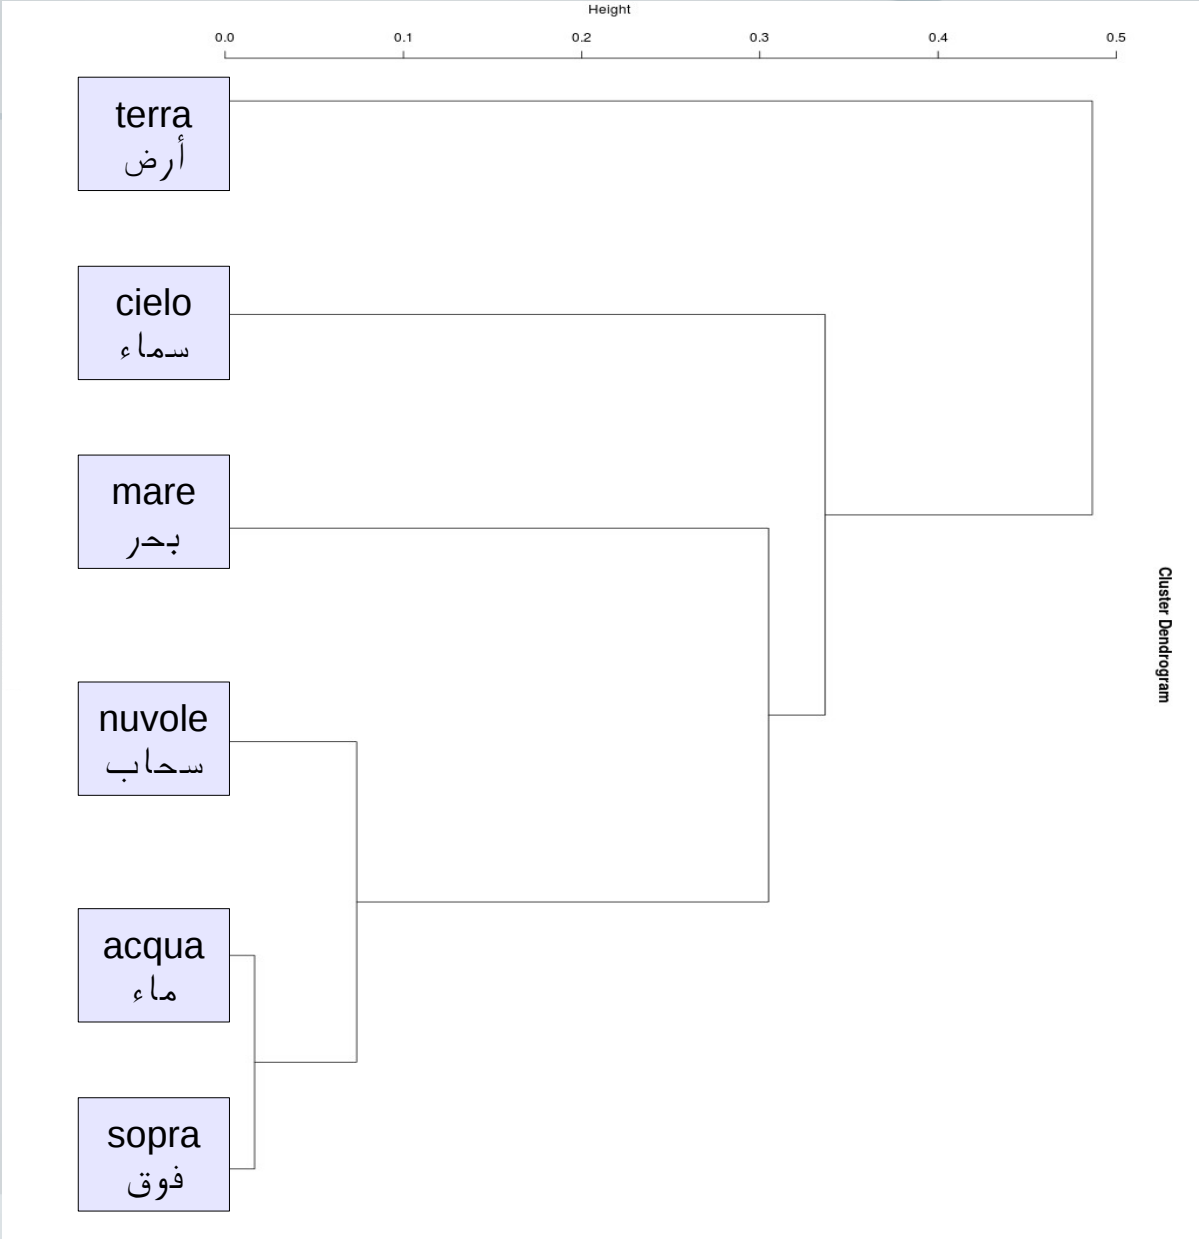 Height
0.0 0.1 0.2 0.3 0.4 0.5
terra
أرض
cielo
سماء
mare
بحر
nuvole
سحاب
acqua
ماء
sopra
فوق
Cluster Dendrogram